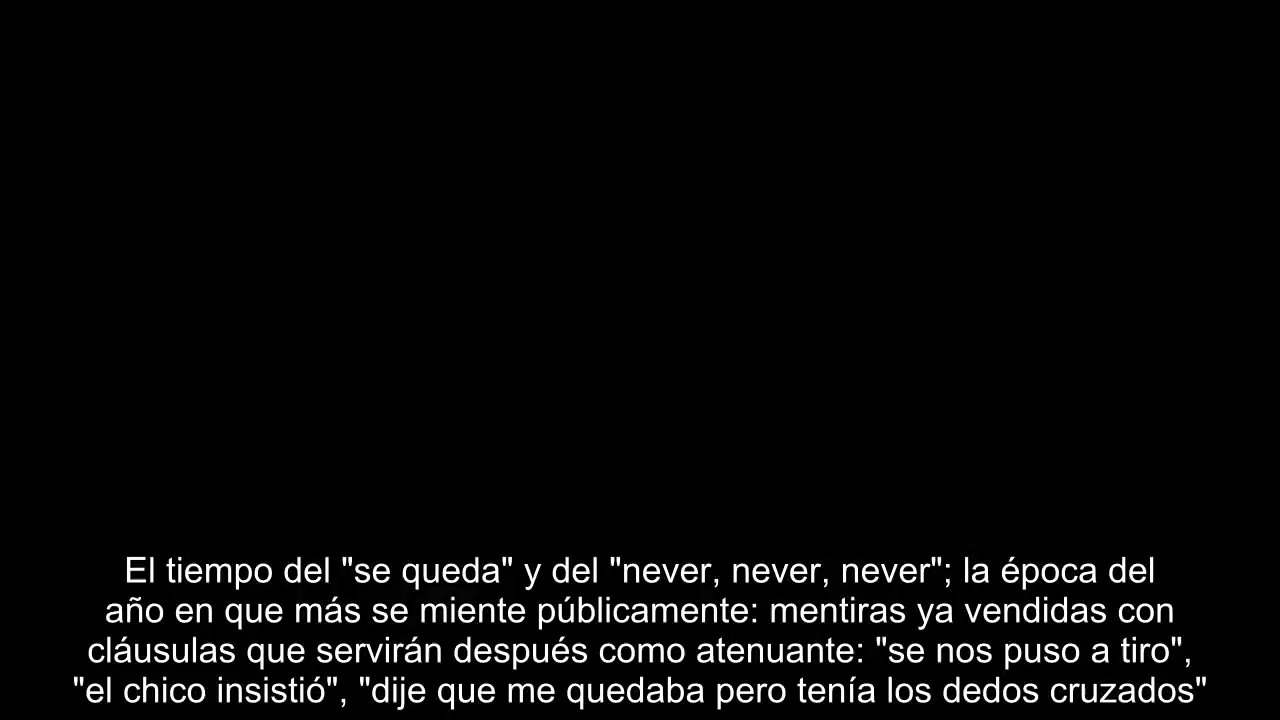 El tiempo del "se queda" y del "never, never, never"; la época del
año en que más se miente públicamente: mentiras ya vendidas con
cláusulas que servirán después como atenuante: "se nos puso a tiro",
"el chico insistió", "dije que me quedaba pero tenía los dedos cruzados"